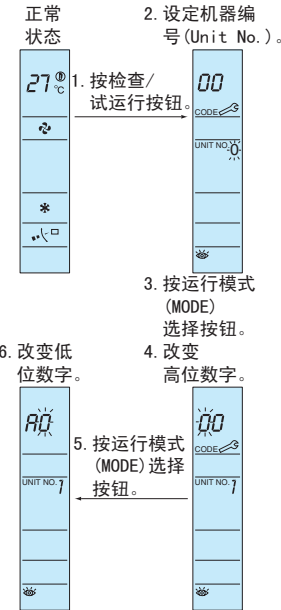 正常
状态
2. 设定机器编
号(Unit No.)。
27 ℃
1. 按检查/
试运行按钮。
00
CODE
UNIT NO. 0
3. 按运行模式
(MODE)
选择按钮。
6. 改变低
位数字。
4. 改变
高位数字。
A0
UNIT NO. 1
5. 按运行模式
(MODE)选择
按钮。
00
CODE
UNIT NO. 1